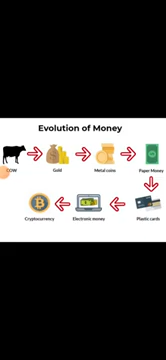 Evolution of Money
COW
Gold
Metal coins
Paper Money
Plastic cards
Electronic money
Cryptocurrency